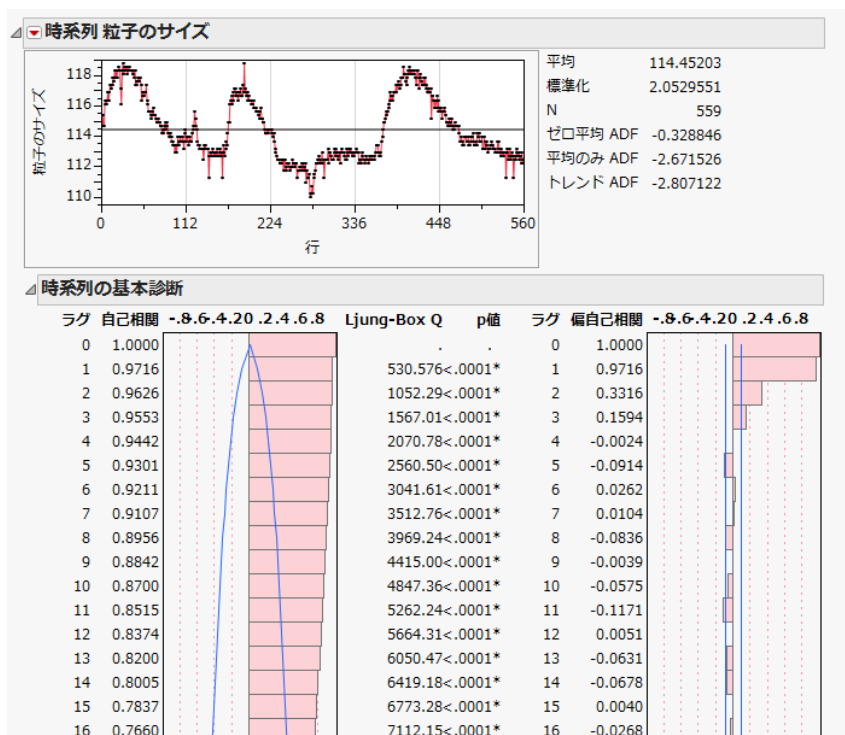 時系列 粒子のサイズ
粒子のサイズ
118
116
114
112
110
0 112 224 336 448 560
行
平均 114.45203
標準化 2.0529551
N 559
ゼロ平均 ADF -0.328846
平均のみ ADF -2.671526
トレンド ADF -2.807122
時系列の基本診断
ラグ 自己相関 -.8-.6-.4-.20 .2.4.6.8 Ljung-Box Q p値 ラグ 偏自己相関 -.8-.6-.4-.20 .2.4.6.8
0 1.0000 . . 0 1.0000
1 0.9716 530.576 <.0001* 1 0.9716
2 0.9626 1052.29 <.0001* 2 0.3316
3 0.9553 1567.01 <.0001* 3 0.1594
4 0.9442 2070.78 <.0001* 4 -0.0024
5 0.9301 2560.50 <.0001* 5 -0.0914
6 0.9211 3041.61 <.0001* 6 0.0262
7 0.9107 3512.76 <.0001* 7 0.0104
8 0.8956 3969.24 <.0001* 8 -0.0836
9 0.8842 4415.00 <.0001* 9 -0.0039
10 0.8700 4847.36 <.0001* 10 -0.0575
11 0.8515 5262.24 <.0001* 11 -0.1171
12 0.8374 5664.31 <.0001* 12 0.0051
13 0.8200 6050.47 <.0001* 13 -0.0631
14 0.8005 6419.18 <.0001* 14 -0.0678
15 0.7837 6773.28 <.0001* 15 0.0040
16 0.7660 7112.15 <.0001* 16 -0.0268